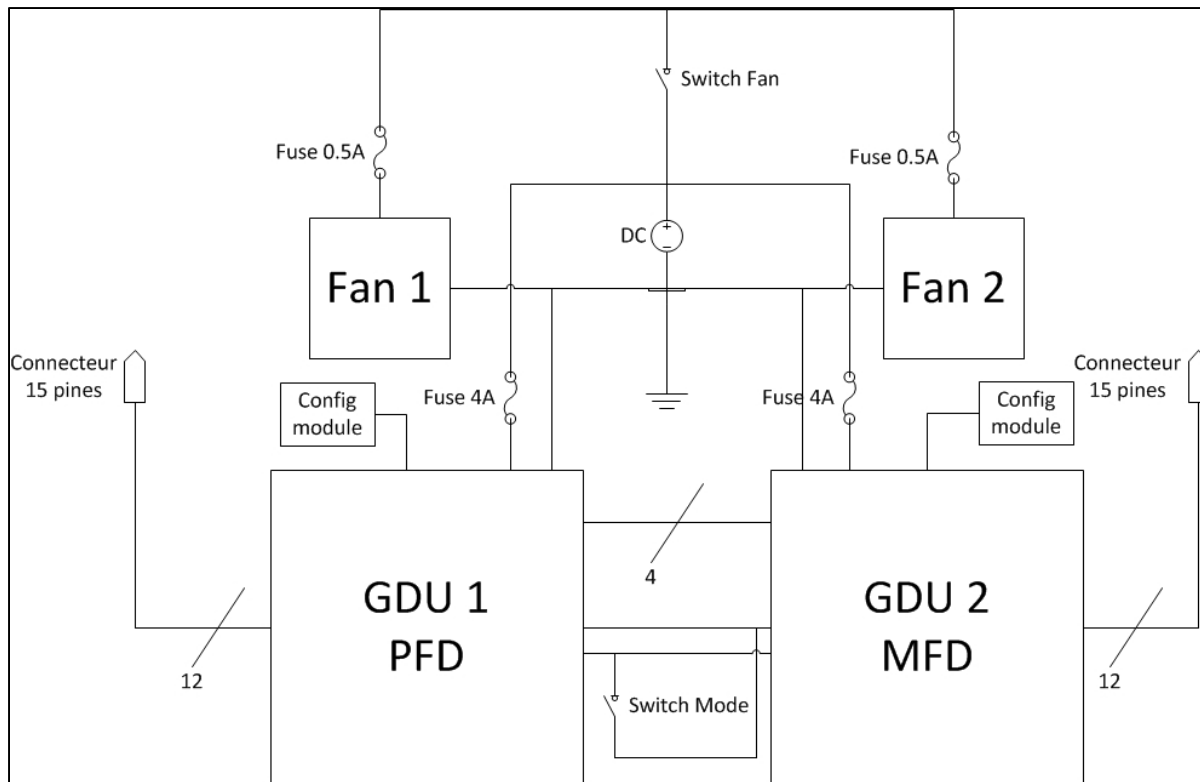 Switch Fan
Fuse 0.5A
Fuse 0.5A
DC
Fan 1
Fan 2
Connecteur
15 pines
Connecteur
15 pines
Config
module
Fuse 4A
Fuse 4A
Config
module
4
GDU 1
PFD
GDU 2
MFD
12
12
Switch Mode